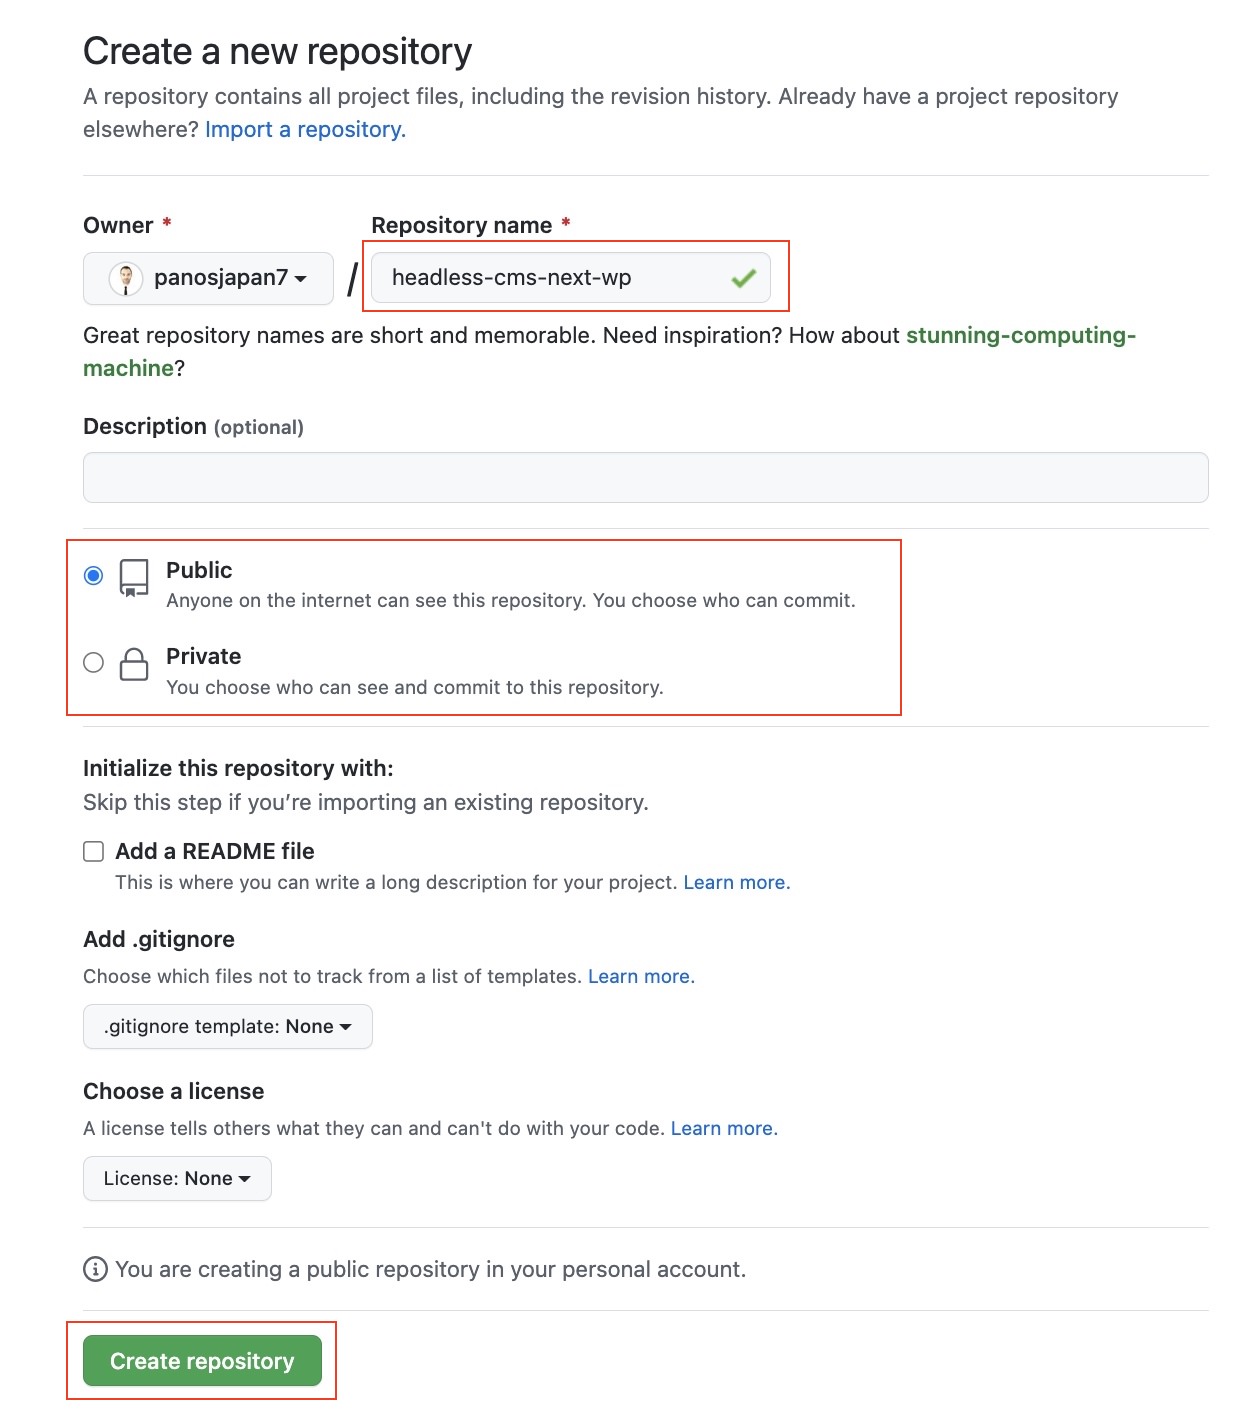 Create a new repository
A repository contains all project files, including the revision history. Already have a project repository
elsewhere? Import a repository.
Owner * Repository name *
panosjapan7 / headless-cms-next-wp
Great repository names are short and memorable. Need inspiration? How about stunning-computing-
machine?
Description (optional)
Public
Anyone on the internet can see this repository. You choose who can commit.
Private
You choose who can see and commit to this repository.
Initialize this repository with:
Skip this step if you’re importing an existing repository.
Add a README file
This is where you can write a long description for your project. Learn more.
Add .gitignore
Choose which files not to track from a list of templates. Learn more.
.gitignore template: None
Choose a license
A license tells others what they can and can't do with your code. Learn more.
License: None
You are creating a public repository in your personal account.
Create repository